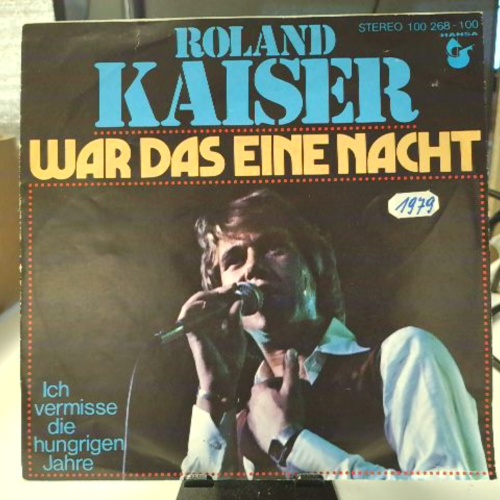 ROLAND
STEREO 100 268 - 100
HANSA
KAISER
WAR DAS EINE NACHT
1979
Ich
vermisse
die
hungrigen
Jahre